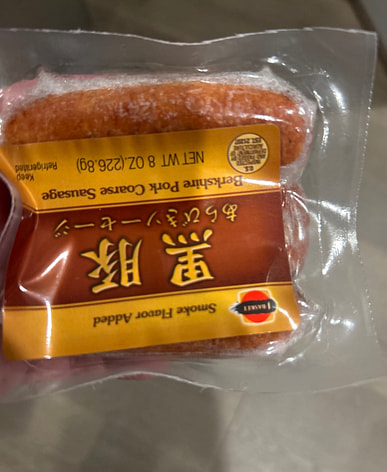 J-BASKET
Smoke Flavor Added
黒豚
あらびきソーセージ
Berkshire Pork Coarse Sausage
NET WT 8 OZ.(226.8g)
Keep
Refrigerated